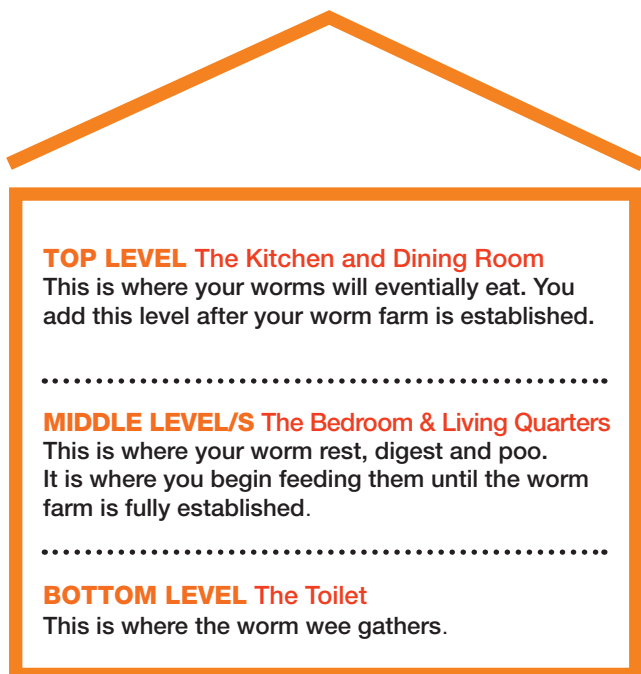 TOP LEVEL The Kitchen and Dining Room
This is where your worms will eventially eat. You
add this level after your worm farm is established.
MIDDLE LEVEL/S The Bedroom & Living Quarters
This is where your worm rest, digest and poo.
It is where you begin feeding them until the worm
farm is fully established.
BOTTOM LEVEL The Toilet
This is where the worm wee gathers.